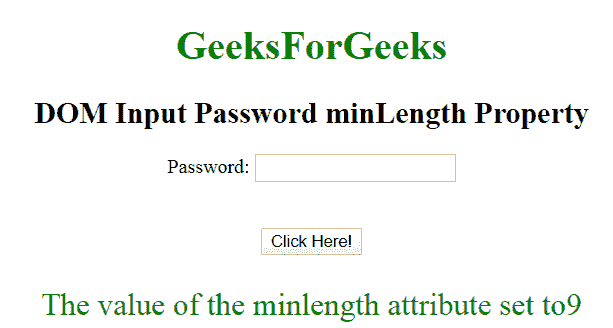 GeeksForGeeks
DOM Input Password minLength Property
Password:
Click Here!
The value of the minlength attribute set to9